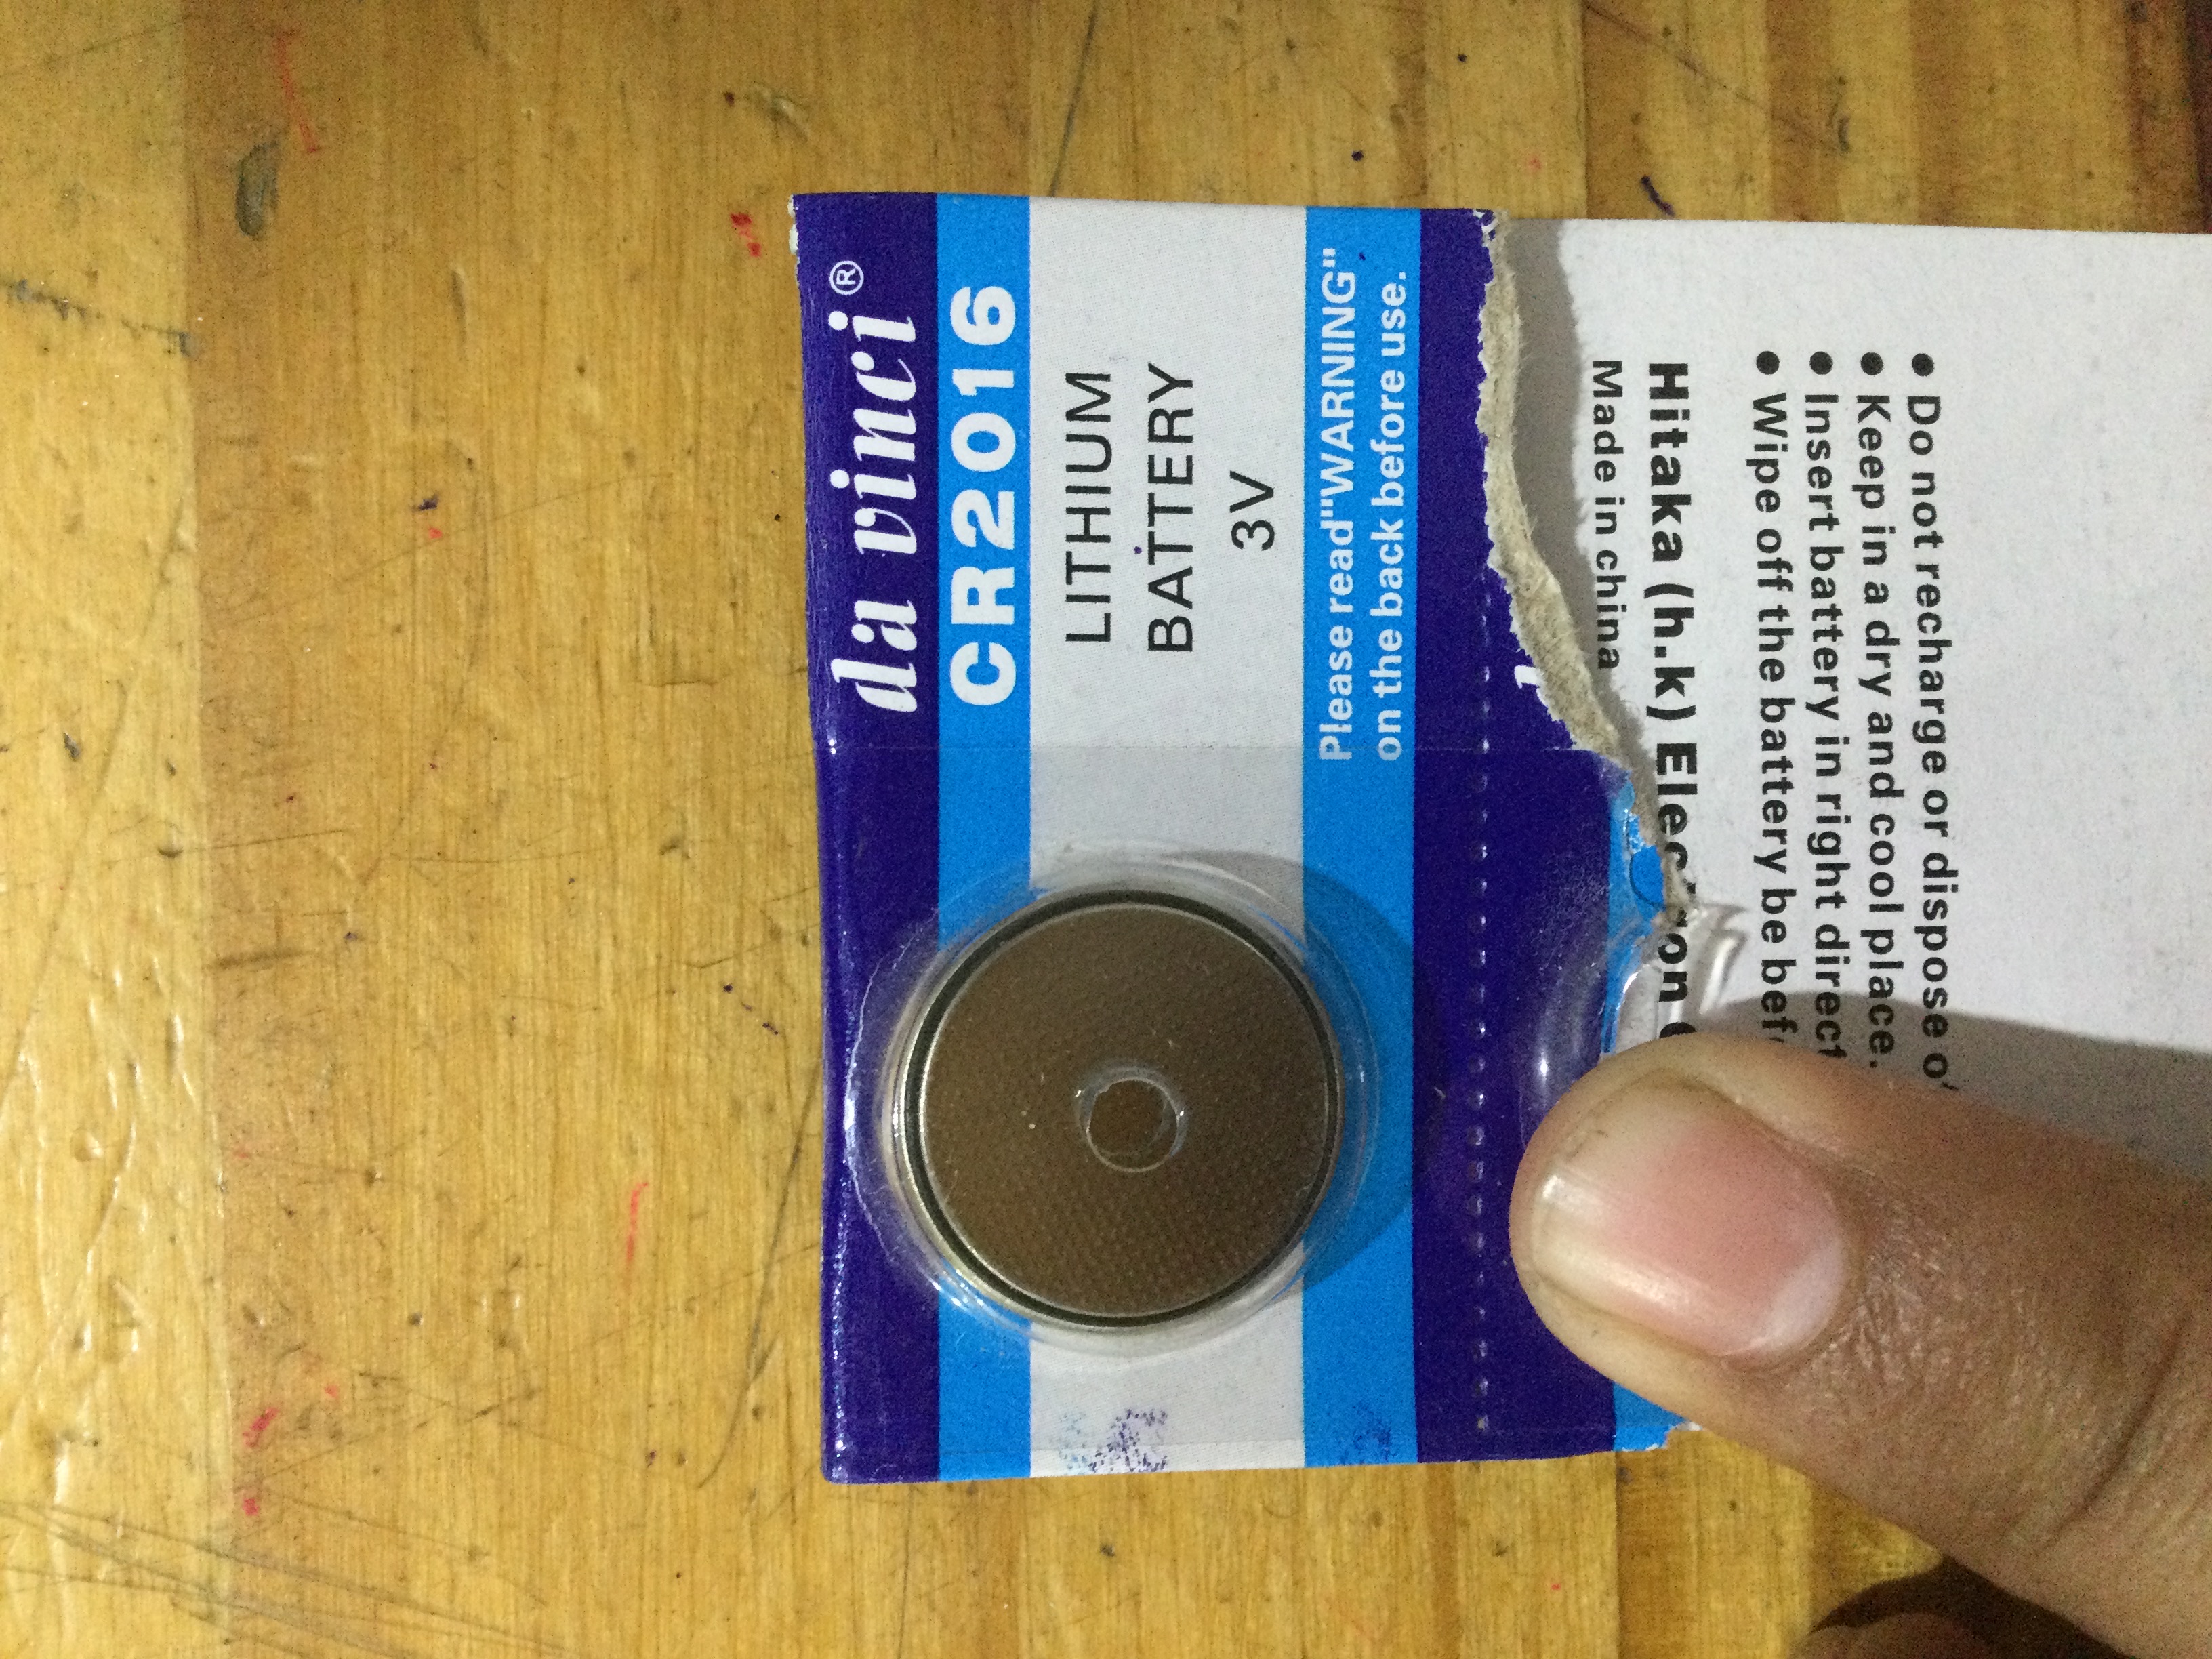 da vinci®
CR2016
LITHIUM
BATTERY
3V
Please read"WARNING"
on the back before use.
● Do not recharge or dispose
● Keep in a dry and cool place.
● Insert battery in right
● Wipe off the battery be
Hitaka (h.k)
Made in china